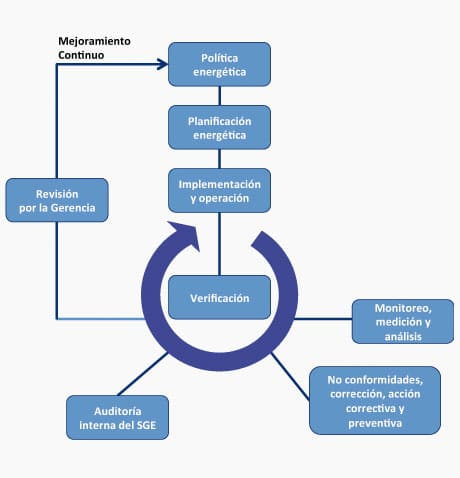 Mejoramiento
Continuo
Política
energética
Planificación
energética
Implementación
y operación
Revisión
por la Gerencia
Verificación
Monitoreo,
medición y
análisis
No conformidades,
corrección, acción
correctiva y
preventiva
Auditoría
interna del SGE